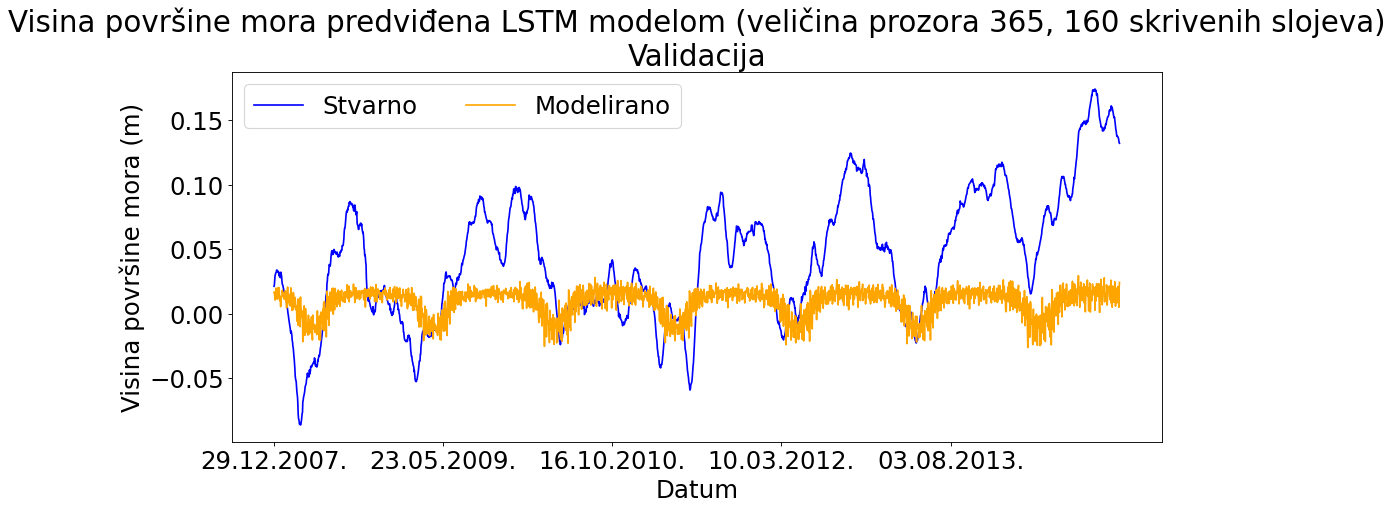 Visina površine mora predviđena LSTM modelom (veličina prozora 365, 160 skrivenih slojeva)
Validacija
Stvarno
Modelirano
Visina površine mora (m)
0.15
0.10
0.05
0.00
−0.05
29.12.2007.
23.05.2009.
16.10.2010.
10.03.2012.
03.08.2013.
Datum